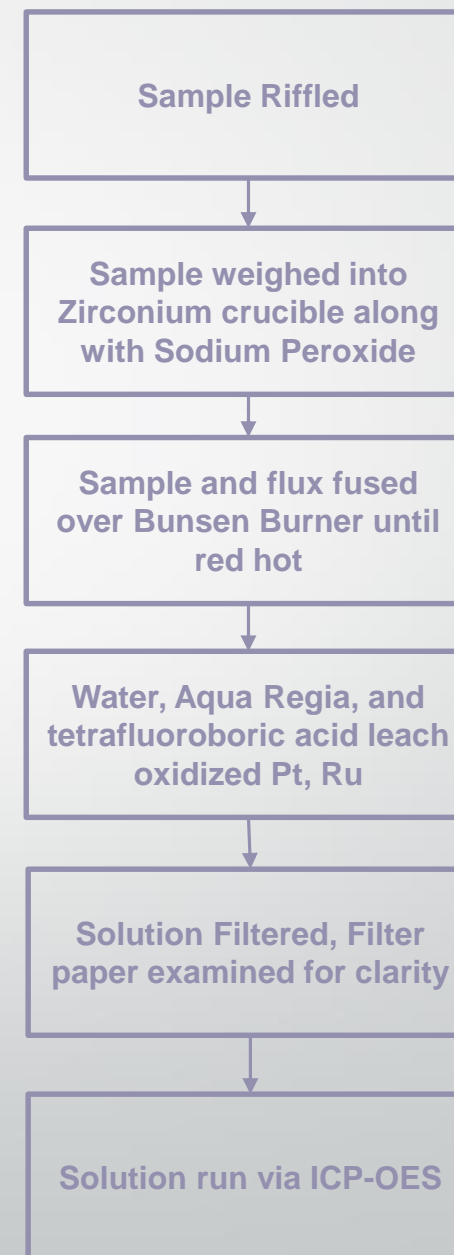 Sample Riffled
Sample weighed into
Zirconium crucible along
with Sodium Peroxide
Sample and flux fused
over Bunsen Burner until
red hot
Water, Aqua Regia, and
tetrafluoroboric acid leach
oxidized Pt, Ru
Solution Filtered, Filter
paper examined for clarity
Solution run via ICP-OES